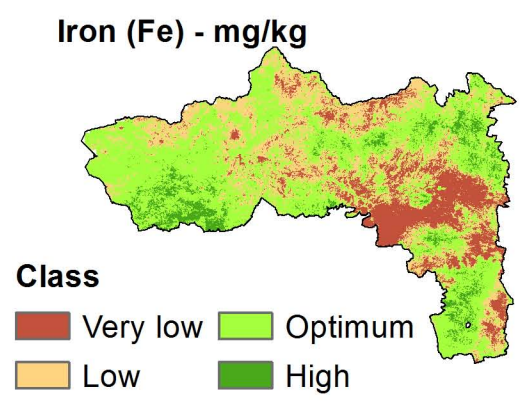 Iron (Fe) - mg/kg
Class
Very low
Optimum
Low
High